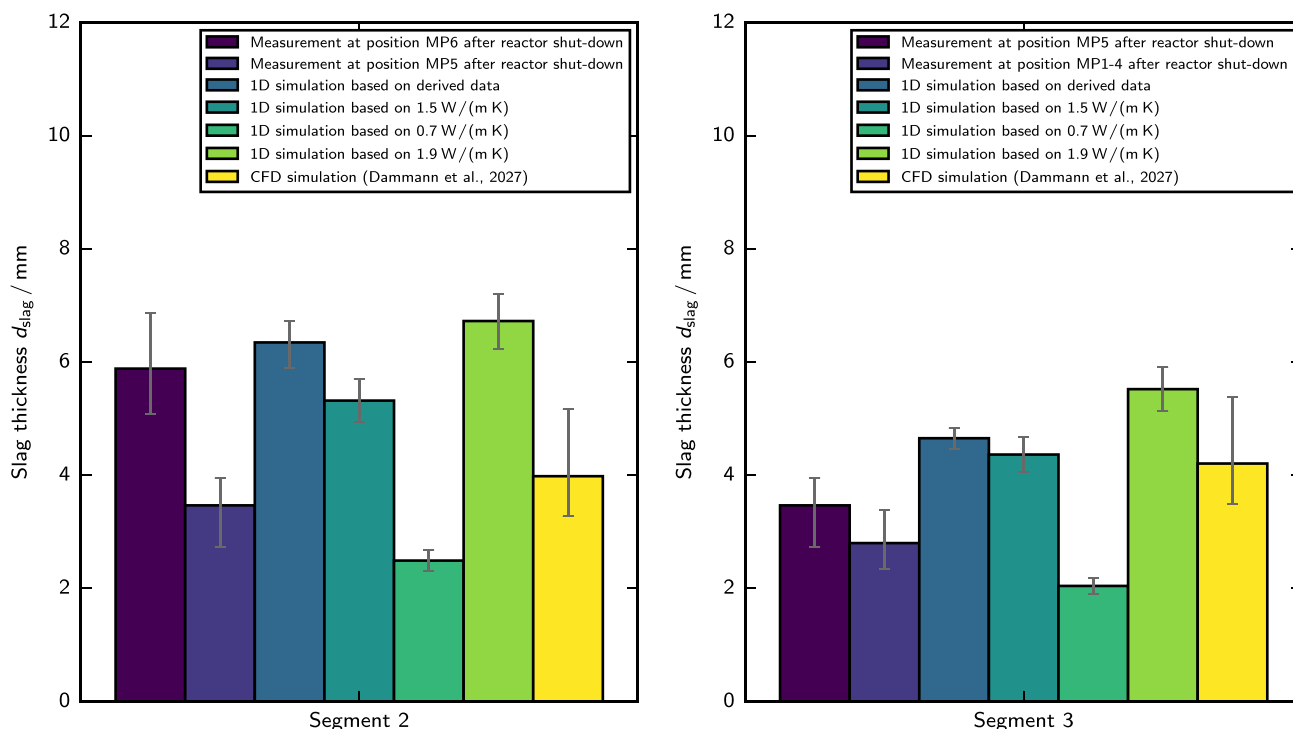 12
10
8
6
4
2
0
Slag thickness d_slag / mm
Measurement at position MP6 after reactor shut-down
Measurement at position MP5 after reactor shut-down
1D simulation based on derived data
1D simulation based on 1.5 W/(m K)
1D simulation based on 0.7 W/(m K)
1D simulation based on 1.9 W/(m K)
CFD simulation (Dammann et al., 2027)
Segment 2
12
10
8
6
4
2
0
Slag thickness d_slag / mm
Measurement at position MP5 after reactor shut-down
Measurement at position MP1-4 after reactor shut-down
1D simulation based on derived data
1D simulation based on 1.5 W/(m K)
1D simulation based on 0.7 W/(m K)
1D simulation based on 1.9 W/(m K)
CFD simulation (Dammann et al., 2027)
Segment 3